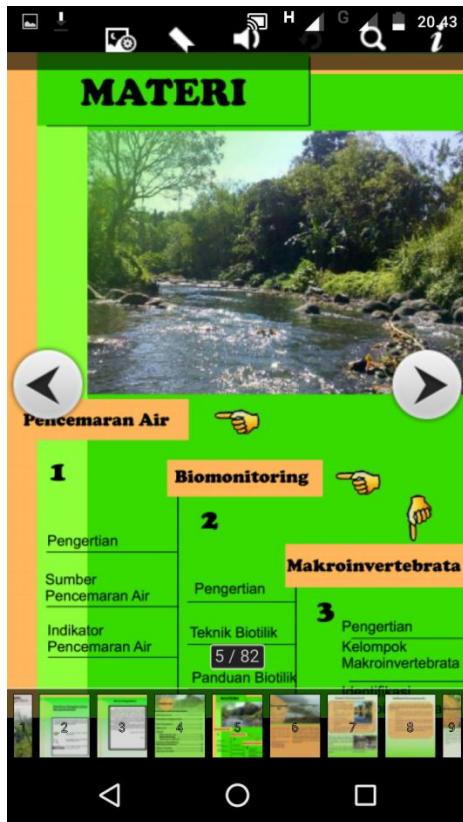 H
G
20.43
MATERI
Pencemaran Air
1
Biomonitoring
2
Makroinvertebrata
3
Pengertian
Sumber
Pencemaran Air
Indikator
Pencemaran Air
Pengertian
Teknik Biotilik
Panduan Biotilik
Pengertian
Kelompok
Makroinvertebrata
Identifikasi
5 / 82
2
3
4
5
6
7
8
9